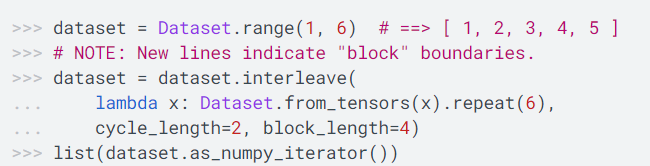 >>> dataset = Dataset.range(1, 6)  # ==> [ 1, 2, 3, 4, 5 ]
>>> # NOTE: New lines indicate "block" boundaries.
>>> dataset = dataset.interleave(
...     lambda x: Dataset.from_tensors(x).repeat(6),
...     cycle_length=2, block_length=4)
>>> list(dataset.as_numpy_iterator())